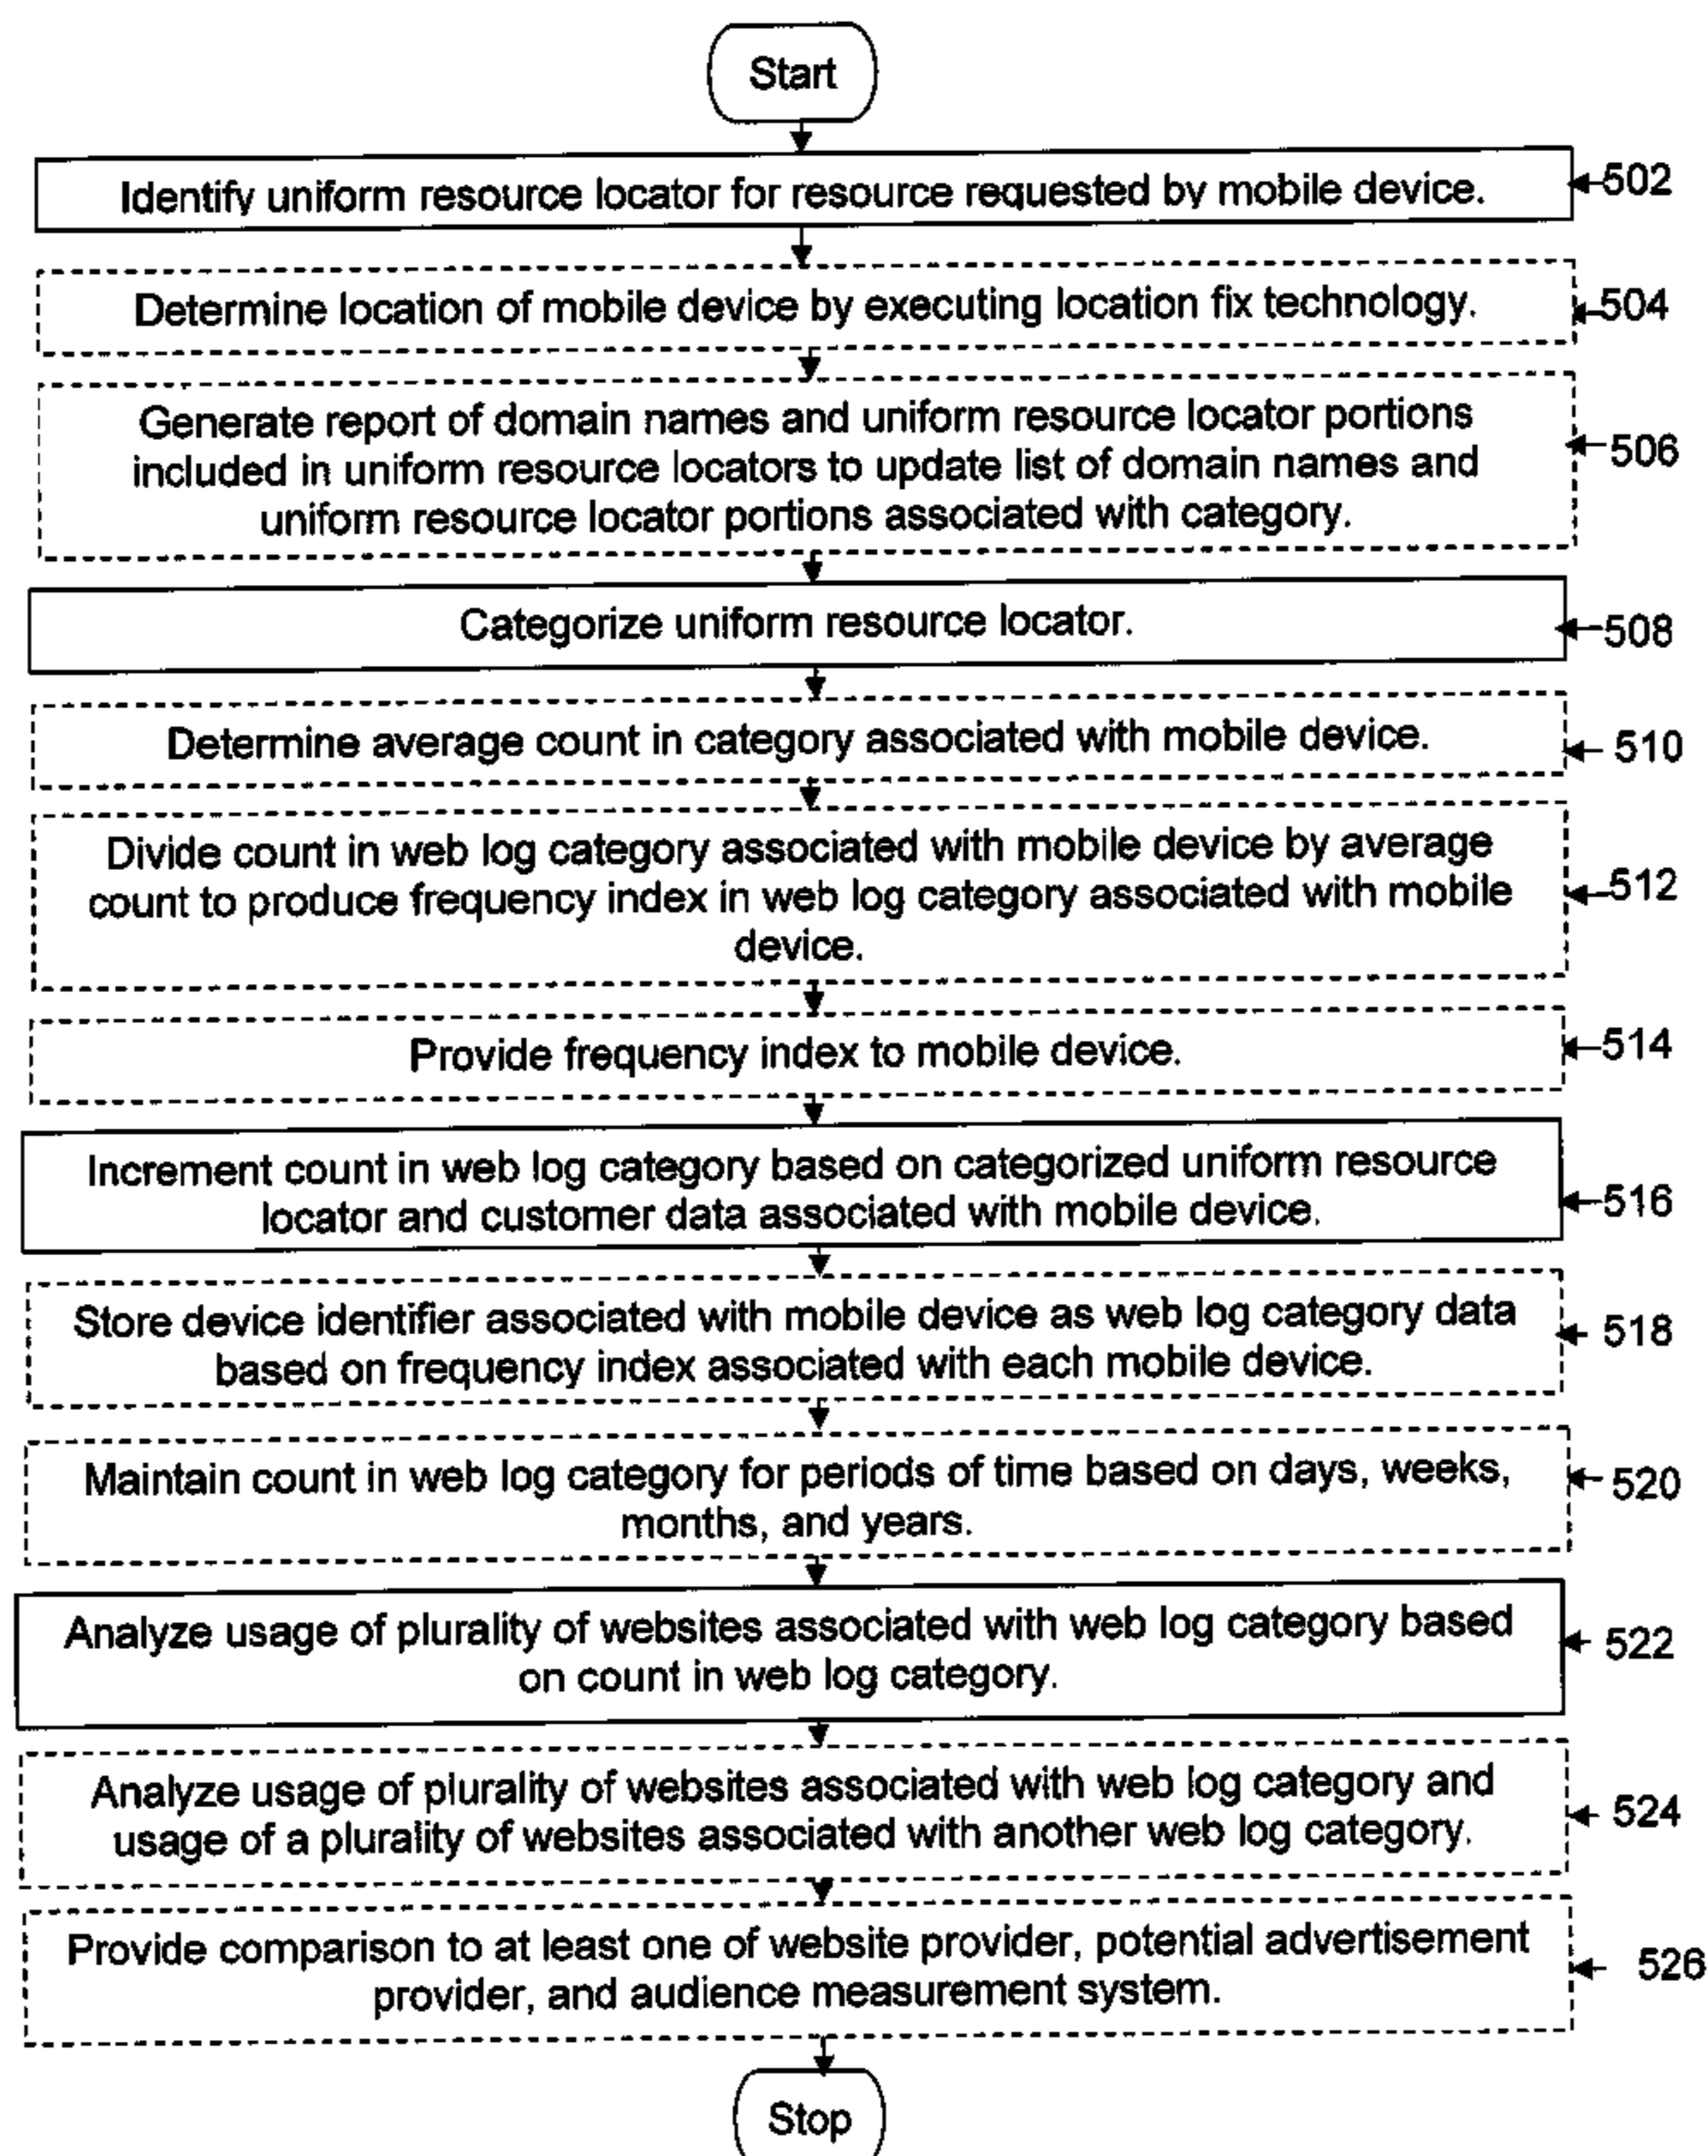 Start
Identify uniform resource locator for resource requested by mobile device.
502
Determine location of mobile device by executing location fix technology.
504
Generate report of domain names and uniform resource locator portions
included in uniform resource locators to update list of domain names and
uniform resource locator portions associated with category.
506
Categorize uniform resource locator.
508
Determine average count in category associated with mobile device.
510
Divide count in web log category associated with mobile device by average
count to produce frequency index in web log category associated with mobile
device.
512
Provide frequency index to mobile device.
514
Increment count in web log category based on categorized uniform resource
locator and customer data associated with mobile device.
516
Store device identifier associated with mobile device as web log category data
based on frequency index associated with each mobile device.
518
Maintain count in web log category for periods of time based on days, weeks,
months, and years.
520
Analyze usage of plurality of websites associated with web log category based
on count in web log category.
522
Analyze usage of plurality of websites associated with web log category and
usage of a plurality of websites associated with another web log category.
524
Provide comparison to at least one of website provider, potential advertisement
provider, and audience measurement system.
526
Stop